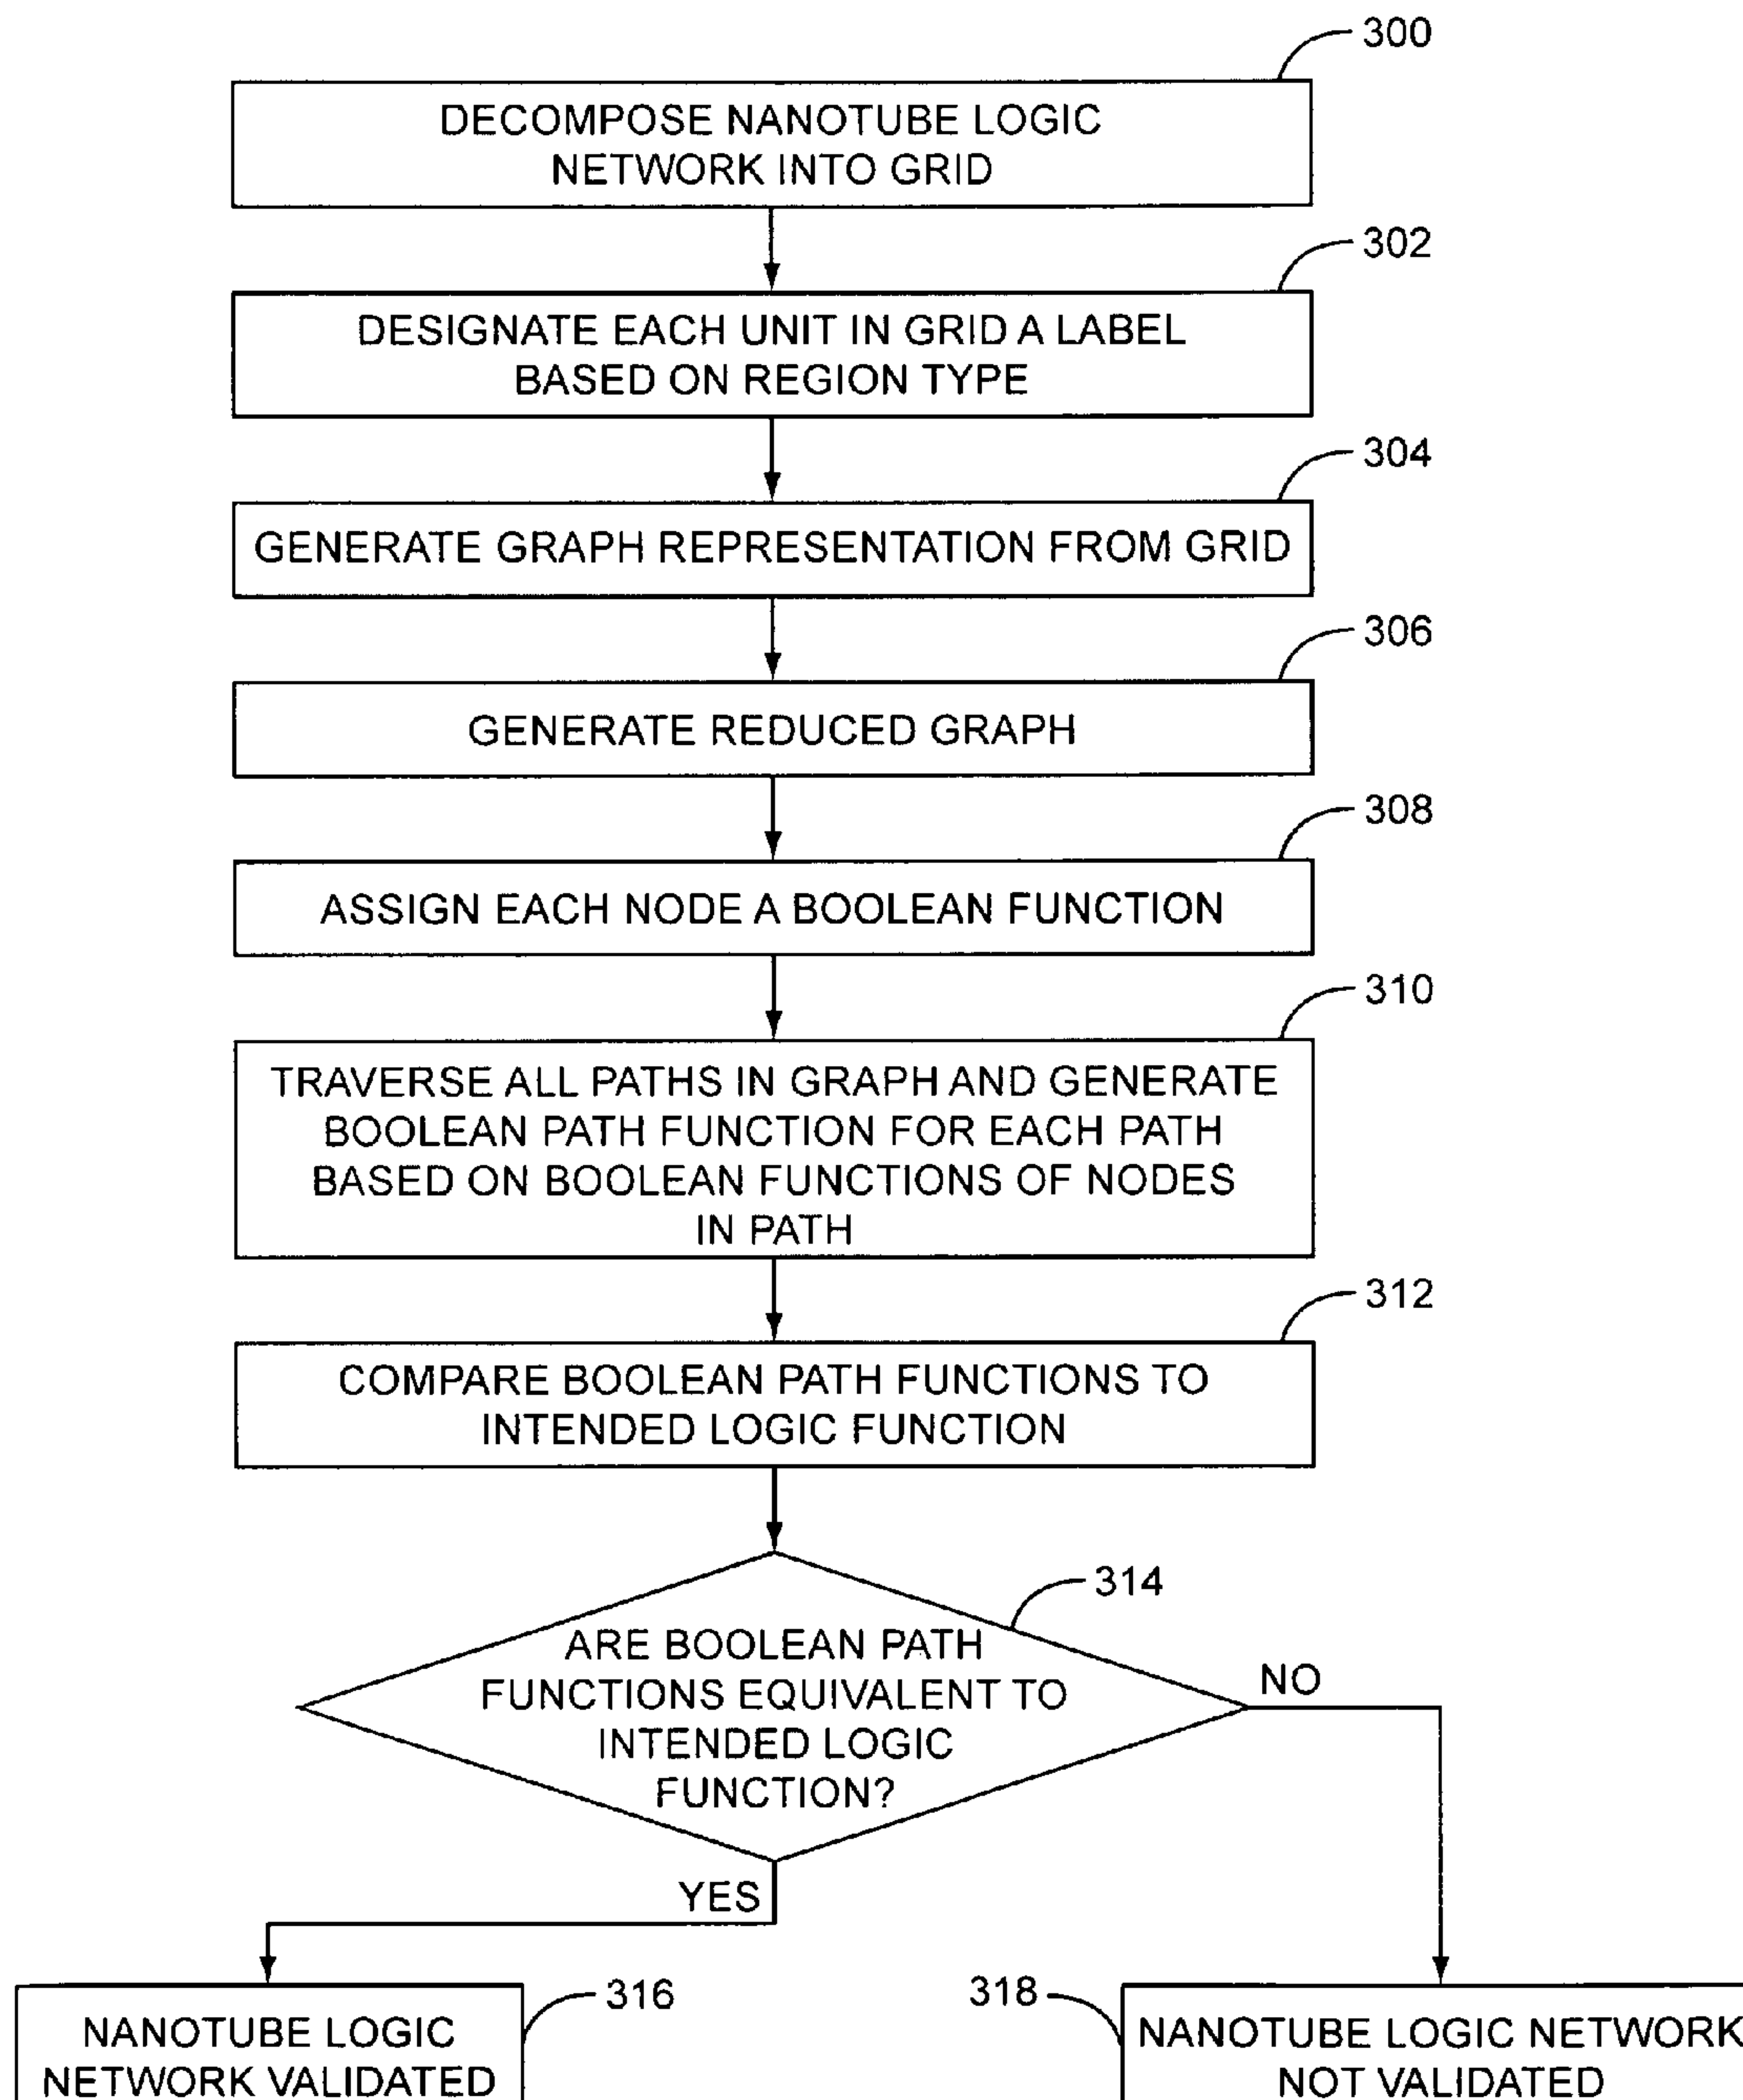 300
DECOMPOSE NANOTUBE LOGIC
NETWORK INTO GRID
302
DESIGNATE EACH UNIT IN GRID A LABEL
BASED ON REGION TYPE
304
GENERATE GRAPH REPRESENTATION FROM GRID
306
GENERATE REDUCED GRAPH
308
ASSIGN EACH NODE A BOOLEAN FUNCTION
310
TRAVERSE ALL PATHS IN GRAPH AND GENERATE
BOOLEAN PATH FUNCTION FOR EACH PATH
BASED ON BOOLEAN FUNCTIONS OF NODES
IN PATH
312
COMPARE BOOLEAN PATH FUNCTIONS TO
INTENDED LOGIC FUNCTION
314
ARE BOOLEAN PATH
FUNCTIONS EQUIVALENT TO
INTENDED LOGIC
FUNCTION?
NO
YES
316
NANOTUBE LOGIC
NETWORK VALIDATED
318
NANOTUBE LOGIC NETWORK
NOT VALIDATED